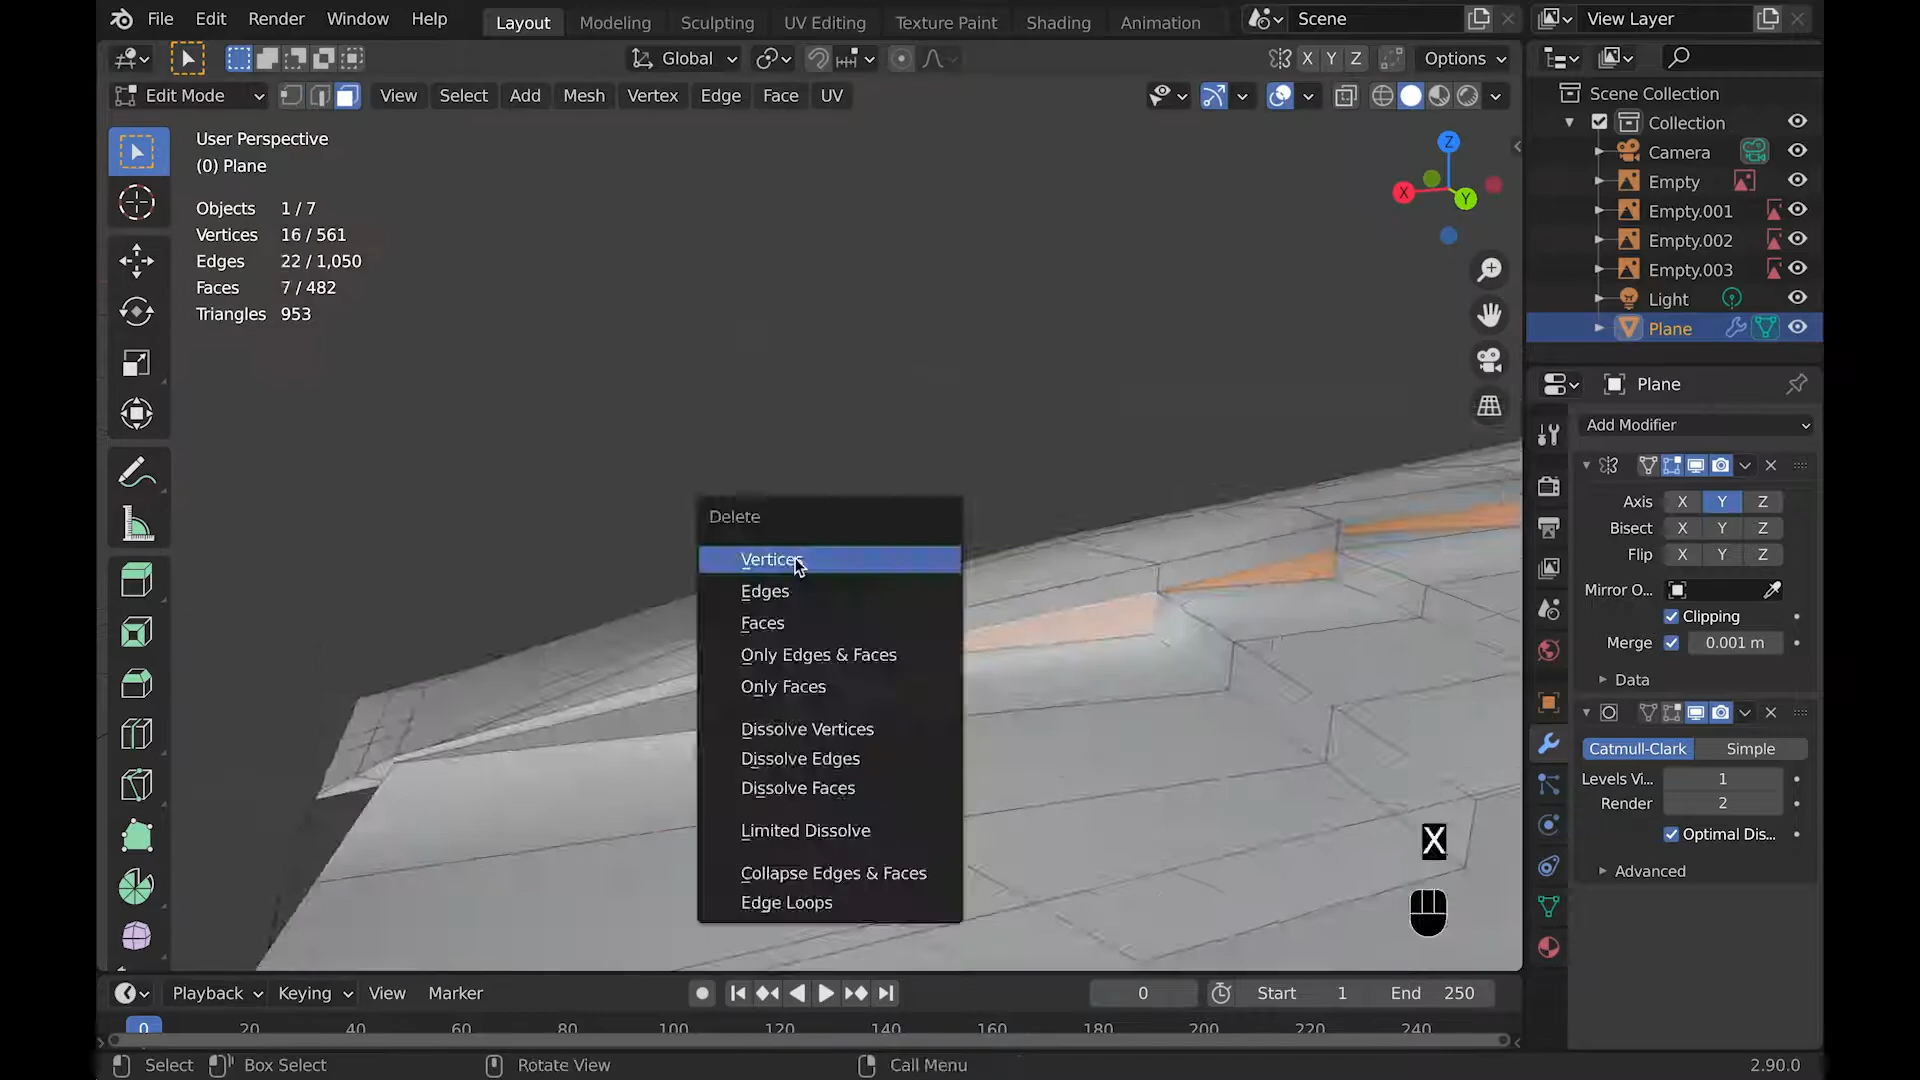 File Edit Render Window Help Layout Modeling Sculpting UV Editing Texture Paint Shading Animation Scene View Layer
Global X Y Z Options
Edit Mode View Select Add Mesh Vertex Edge Face UV
User Perspective
(0) Plane
Objects 1 / 7
Vertices 16 / 561
Edges 22 / 1,050
Faces 7 / 482
Triangles 953
Z
X
Y
Delete
Vertices
Edges
Faces
Only Edges & Faces
Only Faces
Dissolve Vertices
Dissolve Edges
Dissolve Faces
Limited Dissolve
Collapse Edges & Faces
Edge Loops
X
Scene Collection
Collection
Camera
Empty
Empty.001
Empty.002
Empty.003
Light
Plane
Plane
Add Modifier
Axis X Y Z
Bisect X Y Z
Flip X Y Z
Mirror O...
Clipping
Merge 0.001 m
Data
Catmull-Clark Simple
Levels Vi... 1
Render 2
Optimal Dis...
Advanced
Playback Keying View Marker 0 Start 1 End 250
0 20 40 60 80 100 120 140 160 180 200 220 240
Select Box Select Rotate View Call Menu 2.90.0